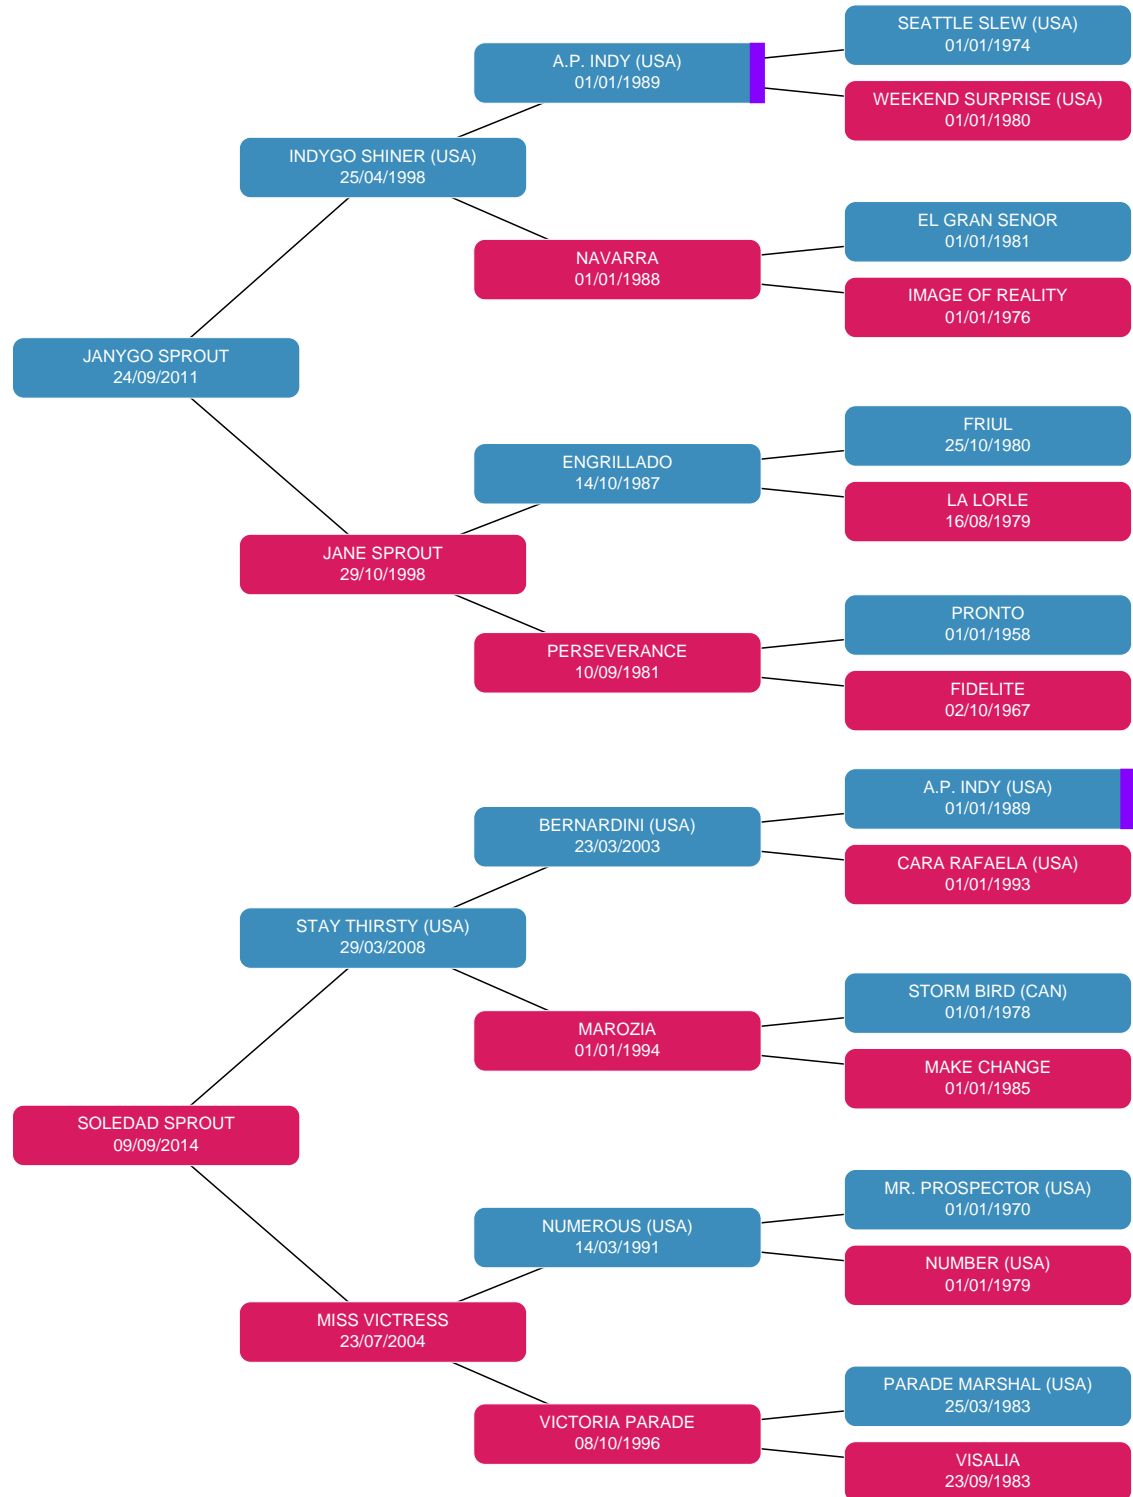 SEATTLE SLEW (USA)
01/01/1974
A.P. INDY (USA)
01/01/1989
WEEKEND SURPRISE (USA)
01/01/1980
INDYGO SHINER (USA)
25/04/1998
EL GRAN SENOR
01/01/1981
NAVARRA
01/01/1988
IMAGE OF REALITY
01/01/1976
JANYGO SPROUT
24/09/2011
FRIUL
25/10/1980
ENGRILLADO
14/10/1987
LA LORLE
16/08/1979
JANE SPROUT
29/10/1998
PRONTO
01/01/1958
PERSEVERANCE
10/09/1981
FIDELITE
02/10/1967
A.P. INDY (USA)
01/01/1989
BERNARDINI (USA)
23/03/2003
CARA RAFAELA (USA)
01/01/1993
STAY THIRSTY (USA)
29/03/2008
STORM BIRD (CAN)
01/01/1978
MAROZIA
01/01/1994
MAKE CHANGE
01/01/1985
SOLEDAD SPROUT
09/09/2014
MR. PROSPECTOR (USA)
01/01/1970
NUMEROUS (USA)
14/03/1991
NUMBER (USA)
01/01/1979
MISS VICTRESS
23/07/2004
PARADE MARSHAL (USA)
25/03/1983
VICTORIA PARADE
08/10/1996
VISALIA
23/09/1983